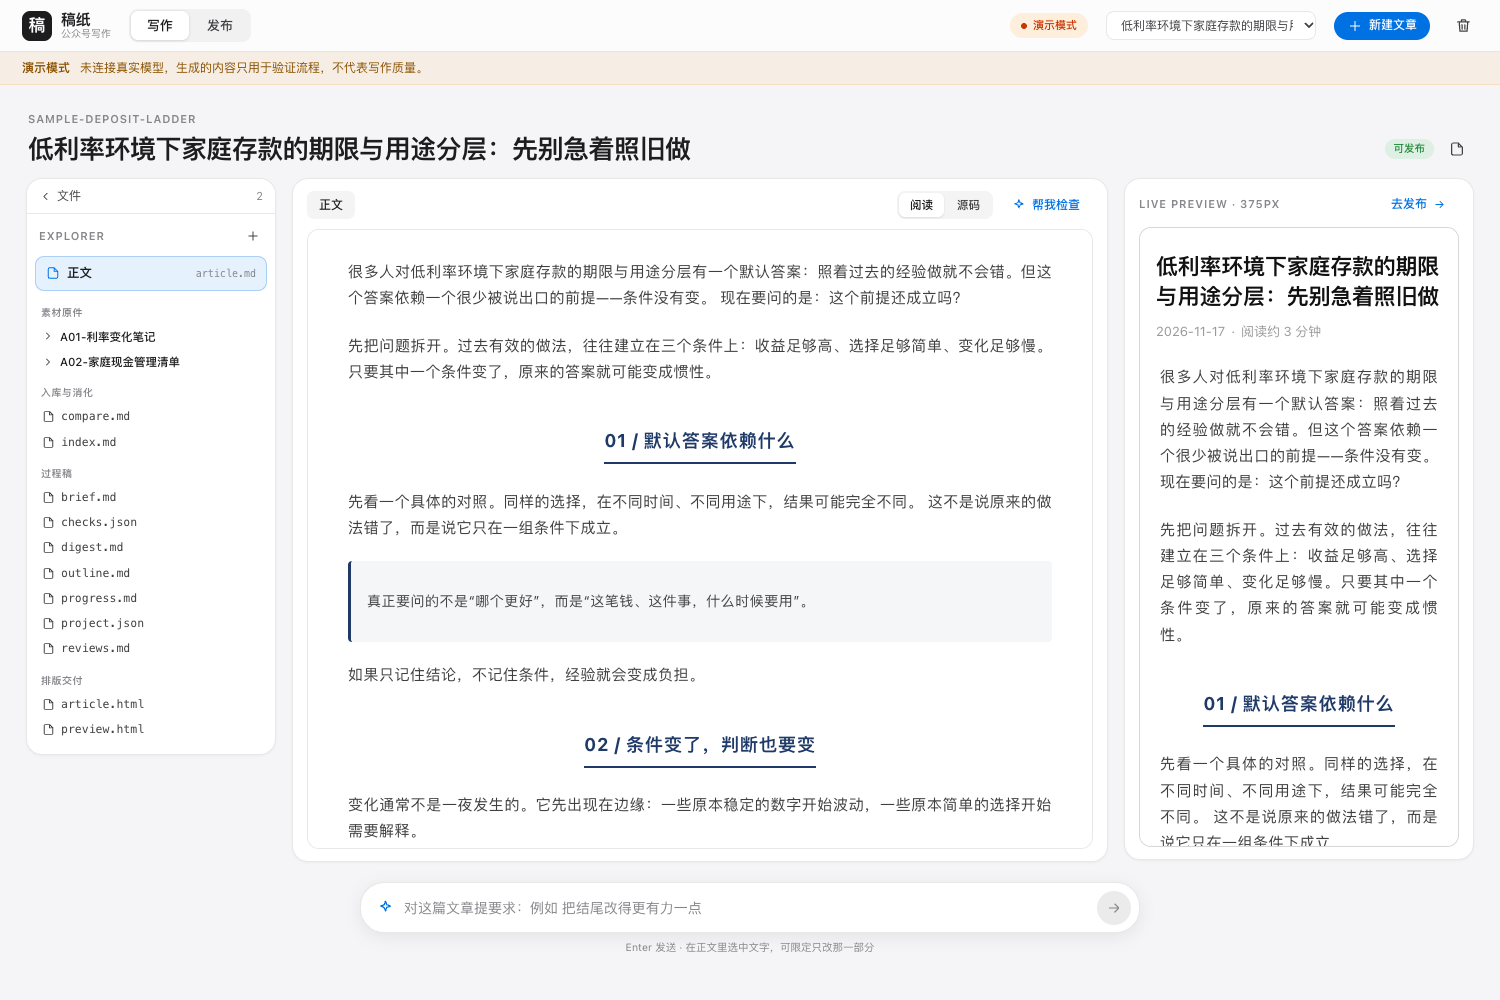 稿
稿纸
公众号写作
写作
发布
演示模式
低利率环境下家庭存款的期限与
新建文章
演示模式 未连接真实模型，生成的内容只用于验证流程，不代表写作质量。
SAMPLE-DEPOSIT-LADDER
低利率环境下家庭存款的期限与用途分层：先别急着照旧做
可发布
文件
2
EXPLORER
正文
article.md
素材原件
A01-利率变化笔记
A02-家庭现金管理清单
入库与消化
compare.md
index.md
过程稿
brief.md
checks.json
digest.md
outline.md
progress.md
project.json
reviews.md
排版交付
article.html
preview.html
正文
阅读
源码
帮我检查
很多人对低利率环境下家庭存款的期限与用途分层有一个默认答案：照着过去的经验做就不会错。但这
个答案依赖一个很少被说出口的前提——条件没有变。 现在要问的是：这个前提还成立吗？
先把问题拆开。过去有效的做法，往往建立在三个条件上：收益足够高、选择足够简单、变化足够慢。
只要其中一个条件变了，原来的答案就可能变成惯性。
01 / 默认答案依赖什么
先看一个具体的对照。同样的选择，在不同时间、不同用途下，结果可能完全不同。 这不是说原来的做
法错了，而是说它只在一组条件下成立。
真正要问的不是“哪个更好”，而是“这笔钱、这件事，什么时候要用”。
如果只记住结论，不记住条件，经验就会变成负担。
02 / 条件变了，判断也要变
变化通常不是一夜发生的。它先出现在边缘：一些原本稳定的数字开始波动，一些原本简单的选择开始
需要解释。
LIVE PREVIEW · 375PX
去发布
低利率环境下家庭存款的期限
与用途分层：先别急着照旧做
2026-11-17 · 阅读约 3 分钟
很多人对低利率环境下家庭存款的期限
与用途分层有一个默认答案：照着过去
的经验做就不会错。但这个答案依赖一
个很少被说出口的前提——条件没有变。
现在要问的是：这个前提还成立吗？
先把问题拆开。过去有效的做法，往往
建立在三个条件上：收益足够高、选择
足够简单、变化足够慢。只要其中一个
条件变了，原来的答案就可能变成惯
性。
01 / 默认答案依赖什么
先看一个具体的对照。同样的选择，在
不同时间、不同用途下，结果可能完全
不同。 这不是说原来的做法错了，而是
说它只在一组条件下成立
对这篇文章提要求：例如 把结尾改得更有力一点
Enter 发送 · 在正文里选中文字，可限定只改那一部分